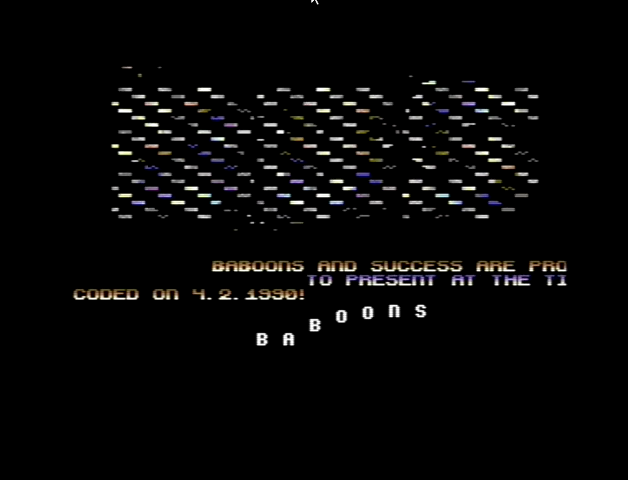 BABOONS AND SUCCESS ARE PRO
TO PRESENT AT THE TI
CODED ON 4.2.1990!
BABOONS